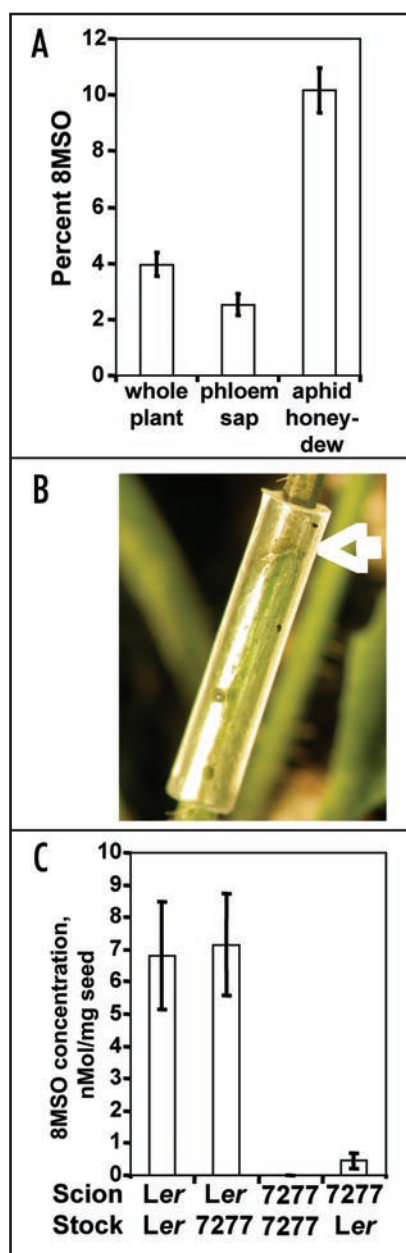 A
12
10
8
6
4
2
0
Percent 8MSO
whole phloem aphid
plant sap honey-
dew
B
C
10
9
8
7
6
5
4
3
2
1
0
8MSO concentration,
nMol/mg seed
Scion Ler Ler 7277 7277
Stock Ler 7277 7277 Ler